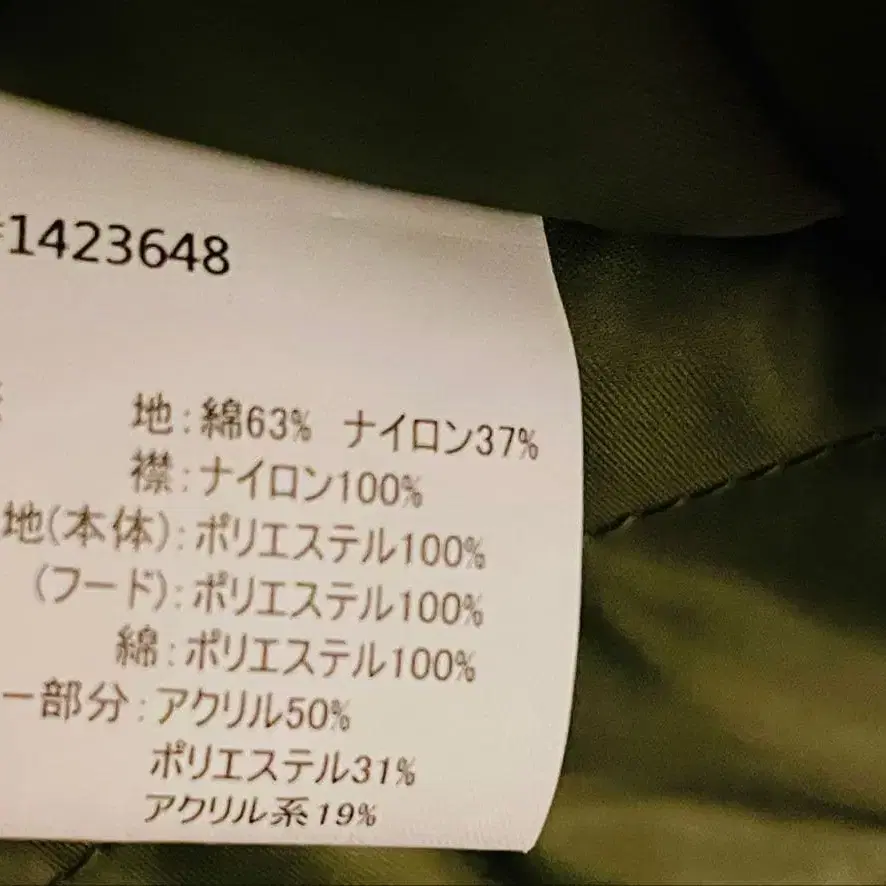 1423648
地:綿63% ナイロン37%
襟:ナイロン100%
地(本体):ポリエステル100%
(フード):ポリエステル100%
綿:ポリエステル100%
ー部分:アクリル50%
ポリエステル31%
アクリル系19%